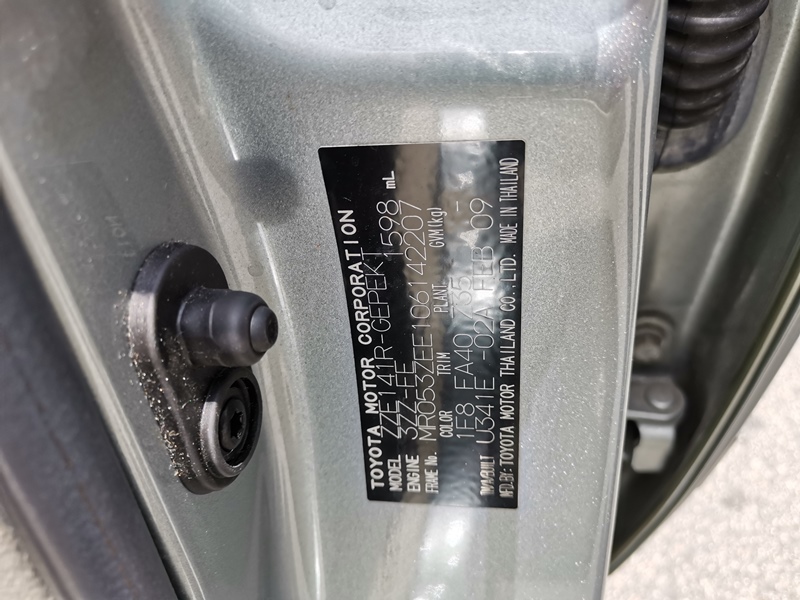 TOYOTA MOTOR CORPORATION
MODEL ZZE141R-GEPEK 1598 mL
ENGINE 3ZZ-FE
FRAME No. MR053ZEE106142207
COLOR TRIM PLANT GVM(kg)
1E8 EA40 -
U341E -02A FEB 09
MFD.BY: TOYOTA MOTOR THAILAND CO.,LTD. MADE IN THAILAND